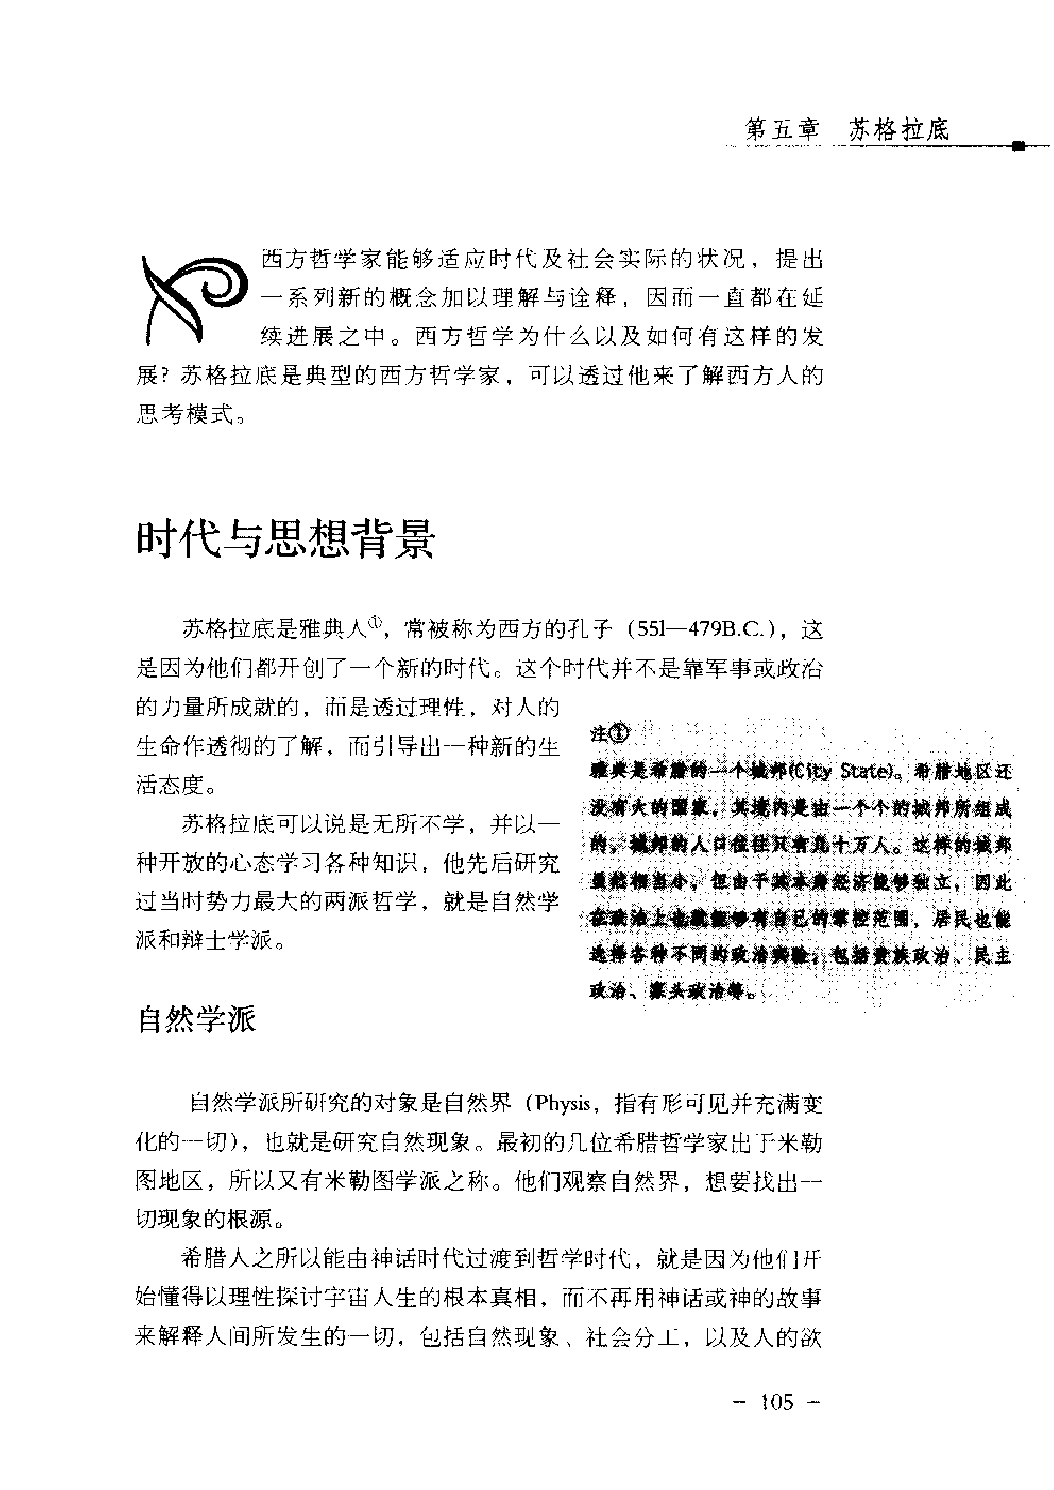 第五章　苏格拉底
西方哲学家能够适应时代及社会实际的状况，提出
一系列新的概念加以理解与诠释，因而一直都在延
续进展之中。西方哲学为什么以及如何有这样的发
展？苏格拉底是典型的西方哲学家，可以透过他来了解西方人的
思考模式。
时代与思想背景
苏格拉底是雅典人①，常被称为西方的孔子（551—479B.C.），这
是因为他们都开创了一个新的时代。这个时代并不是靠军事或政治
的力量所成就的，而是透过理性，对人的
生命作透彻的了解，而引导出一种新的生
活态度。
苏格拉底可以说是无所不学，并以一
种开放的心态学习各种知识，他先后研究
过当时势力最大的两派哲学，就是自然学
派和辩士学派。
注①
雅典是希腊的一个城邦(City State)。希腊地区还
没有大的国家，其境内是由一个个的城邦所组成
的。城邦的人口往往只有几十万人。这样的城邦
虽然相当小，但由于其本身经济能够独立，因此
在政治上也就能够有自己的掌控范围，居民也能
选择各种不同的政治实验，包括贵族政治、民主
政治、寡头政治等。
自然学派
自然学派所研究的对象是自然界（Physis，指有形可见并充满变
化的一切），也就是研究自然现象。最初的几位希腊哲学家出于米勒
图地区，所以又有米勒图学派之称。他们观察自然界，想要找出一
切现象的根源。
希腊人之所以能由神话时代过渡到哲学时代，就是因为他们开
始懂得以理性探讨宇宙人生的根本真相，而不再用神话或神的故事
来解释人间所发生的一切，包括自然现象、社会分工，以及人的欲
－ 105 －